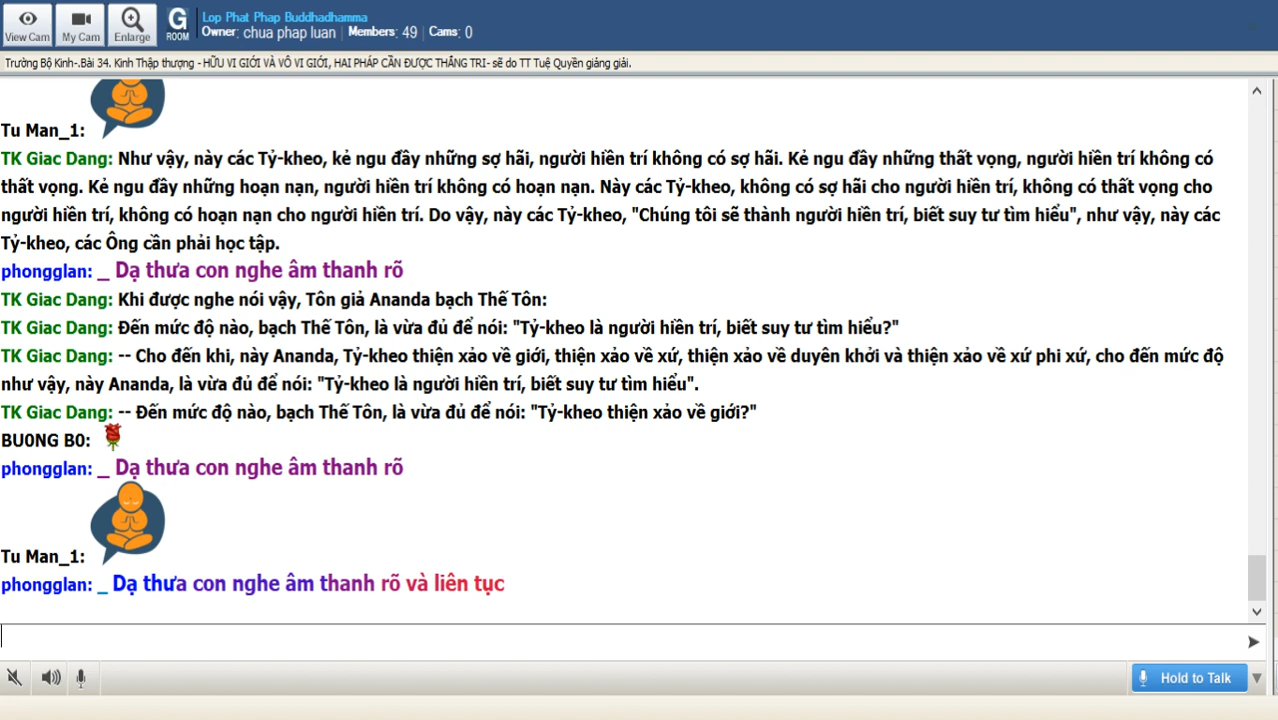 Lop Phat Phap Buddhadhamma
Owner: chua phap luan | Members: 49 | Cams: 0
View Cam
My Cam
Enlarge
G
ROOM
Trường Bộ Kinh-.Bài 34. Kinh Thập thượng - HỮU VI GIỚI VÀ VÔ VI GIỚI, HAI PHÁP CẦN ĐƯỢC THẮNG TRI- sẽ do TT Tuệ Quyền giảng giải.
Tu Man_1:
TK Giac Dang: Như vậy, này các Tỷ-kheo, kẻ ngu đầy những sợ hãi, người hiền trí không có sợ hãi. Kẻ ngu đầy những thất vọng, người hiền trí không có
thất vọng. Kẻ ngu đầy những hoạn nạn, người hiền trí không có hoạn nạn. Này các Tỷ-kheo, không có sợ hãi cho người hiền trí, không có thất vọng cho
người hiền trí, không có hoạn nạn cho người hiền trí. Do vậy, này các Tỷ-kheo, "Chúng tôi sẽ thành người hiền trí, biết suy tư tìm hiểu", như vậy, này các
Tỷ-kheo, các Ông cần phải học tập.
phongglan: _ Dạ thưa con nghe âm thanh rõ
TK Giac Dang: Khi được nghe nói vậy, Tôn giả Ananda bạch Thế Tôn:
TK Giac Dang: Đến mức độ nào, bạch Thế Tôn, là vừa đủ để nói: "Tỷ-kheo là người hiền trí, biết suy tư tìm hiểu?"
TK Giac Dang: -- Cho đến khi, này Ananda, Tỷ-kheo thiện xảo về giới, thiện xảo về xứ, thiện xảo về duyên khởi và thiện xảo về xứ phi xứ, cho đến mức độ
như vậy, này Ananda, là vừa đủ để nói: "Tỷ-kheo là người hiền trí, biết suy tư tìm hiểu".
TK Giac Dang: -- Đến mức độ nào, bạch Thế Tôn, là vừa đủ để nói: "Tỷ-kheo thiện xảo về giới?"
BU0NG B0:
phongglan: _ Dạ thưa con nghe âm thanh rõ
Tu Man_1:
phongglan: _ Dạ thưa con nghe âm thanh rõ và liên tục
Hold to Talk